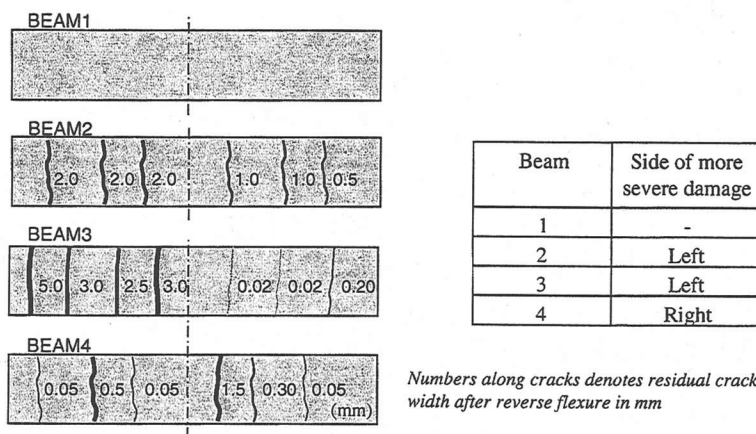 BEAM1
BEAM2
2.0 2.0 2.0 1.0 1.0 0.5
BEAM3
5.0 3.0 2.5 3.0 0.02 0.02 0.20
BEAM4
0.05 0.5 0.05 1.5 0.30 0.05
(mm)
Beam Side of more
severe damage
1 -
2 Left
3 Left
4 Right
Numbers along cracks denotes residual crack
width after reverse flexure in mm